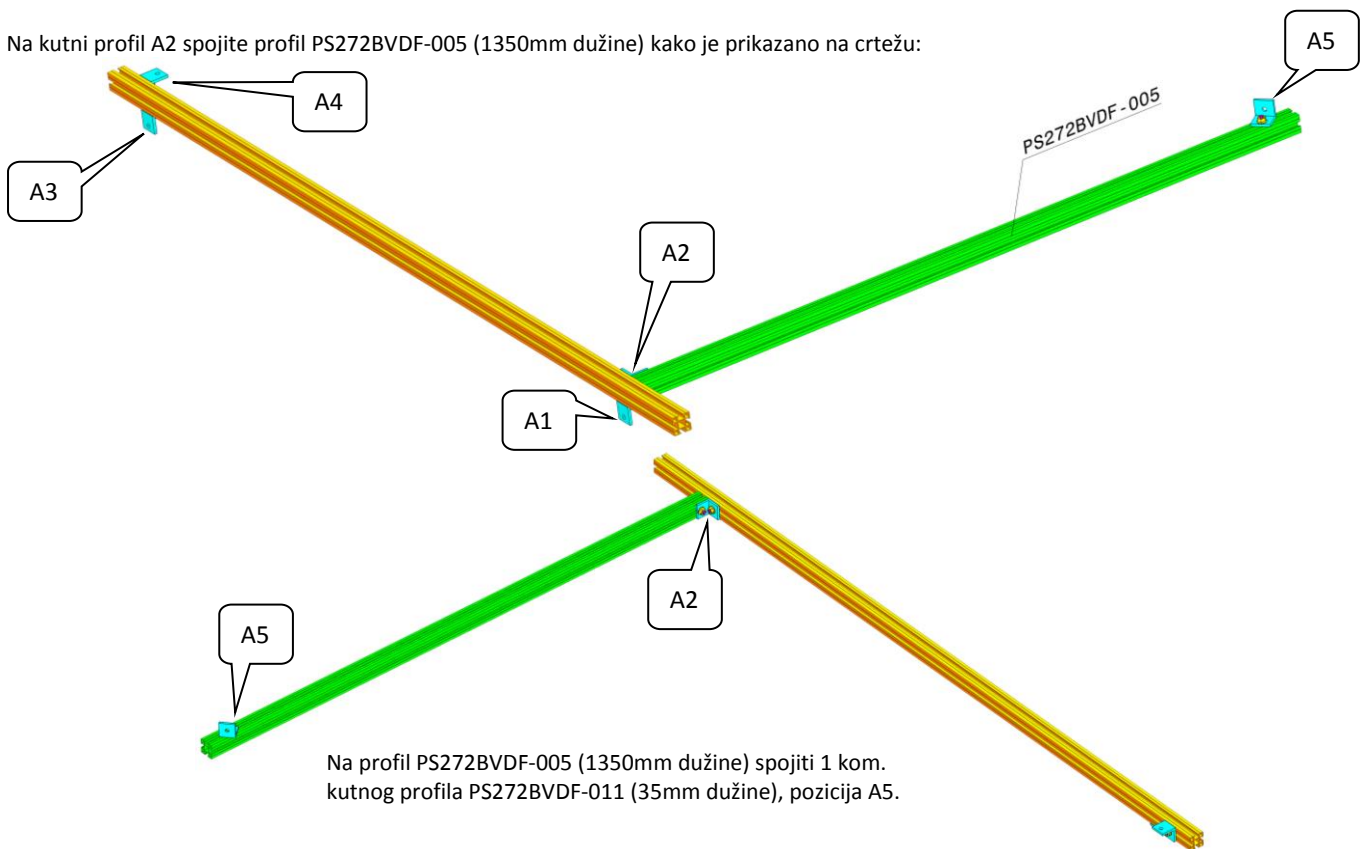 Na kutni profil A2 spojite profil PS272BVDF-005 (1350mm dužine) kako je prikazano na crtežu:
A5
A4
PS272BVDF-005
A3
A2
A1
A2
A5
Na profil PS272BVDF-005 (1350mm dužine) spojiti 1 kom.
kutnog profila PS272BVDF-011 (35mm dužine), pozicija A5.